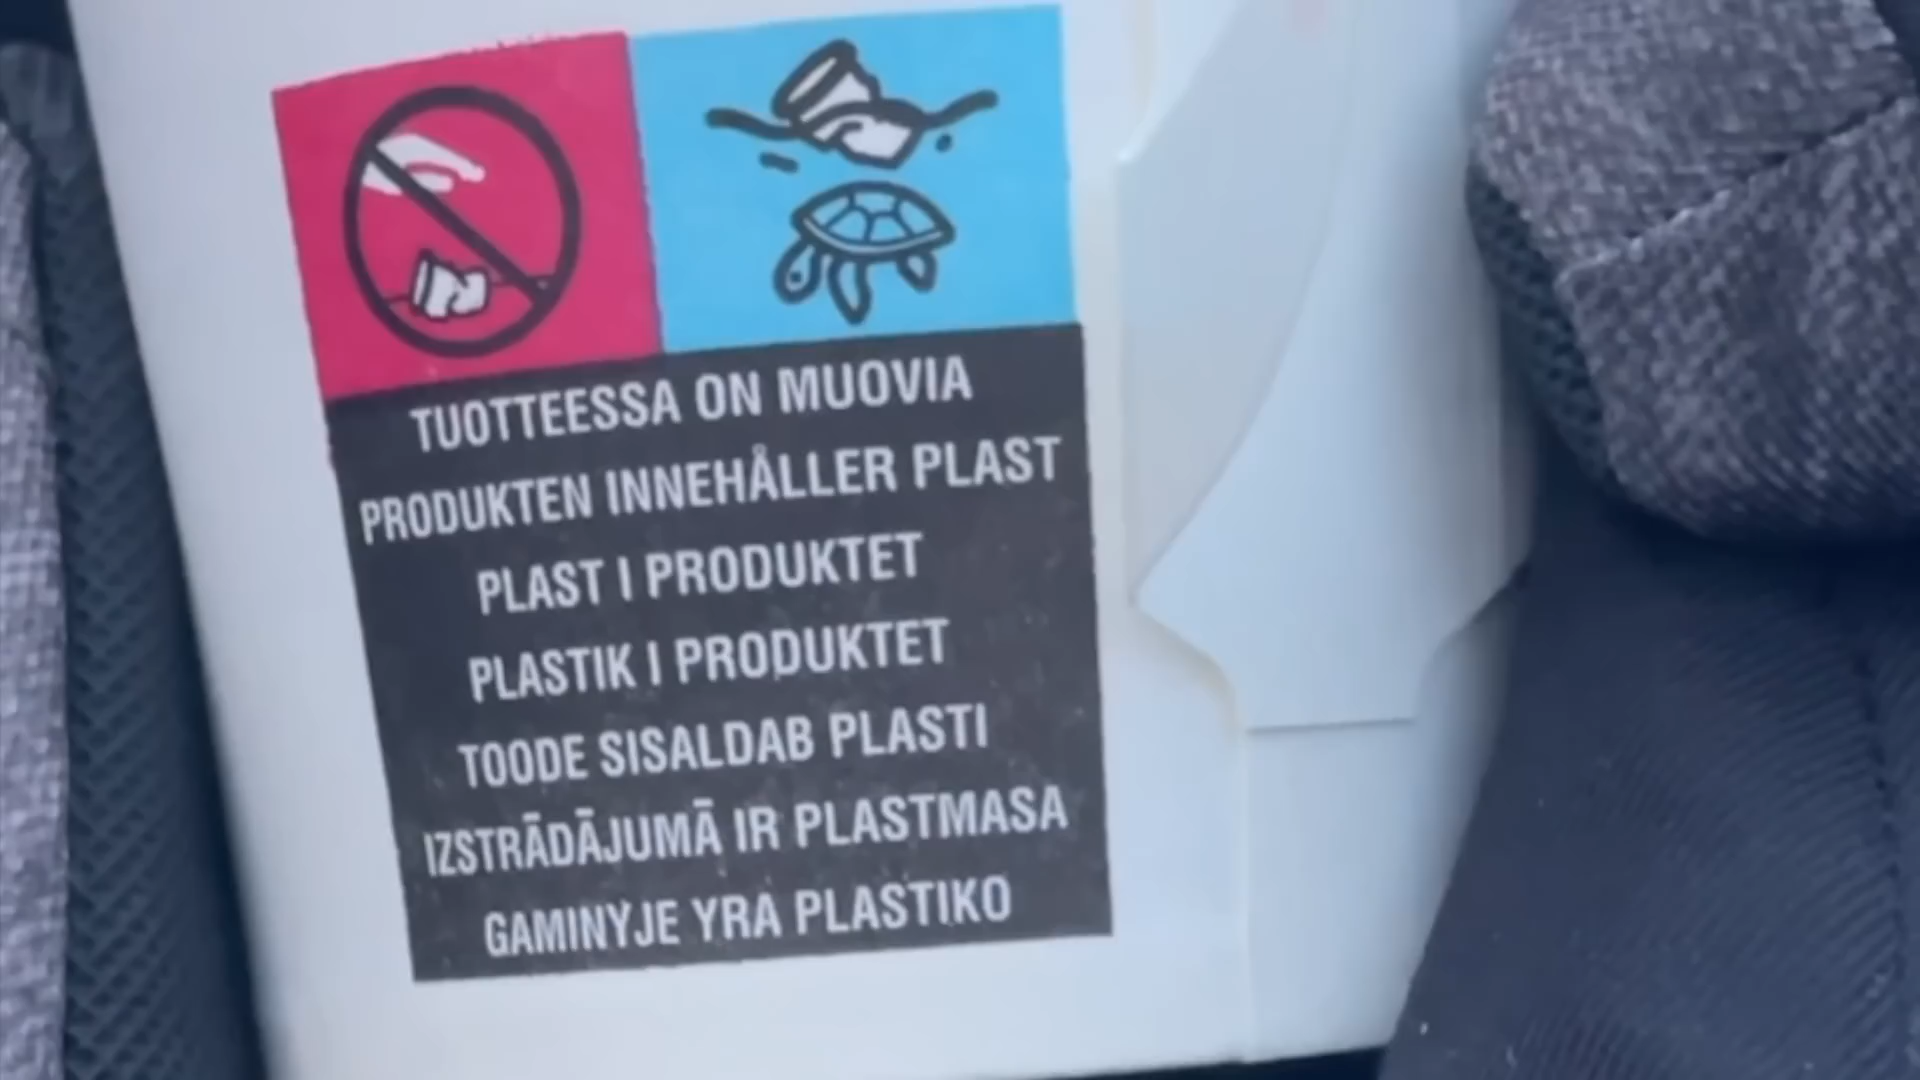 TUOTTEESSA ON MUOVIA
PRODUKTEN INNEHÅLLER PLAST
PLAST I PRODUKTET
PLASTIK I PRODUKTET
TOODE SISALDAB PLASTI
IZSTRĀDĀJUMĀ IR PLASTMASA
GAMINYJE YRA PLASTIKO